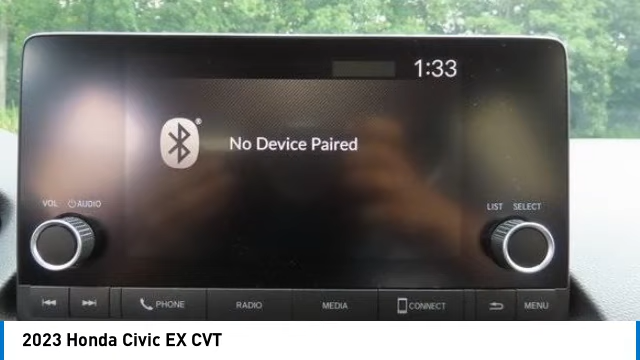 1:33
®
No Device Paired
VOL AUDIO
LIST SELECT
PHONE RADIO MEDIA CONNECT MENU
2023 Honda Civic EX CVT